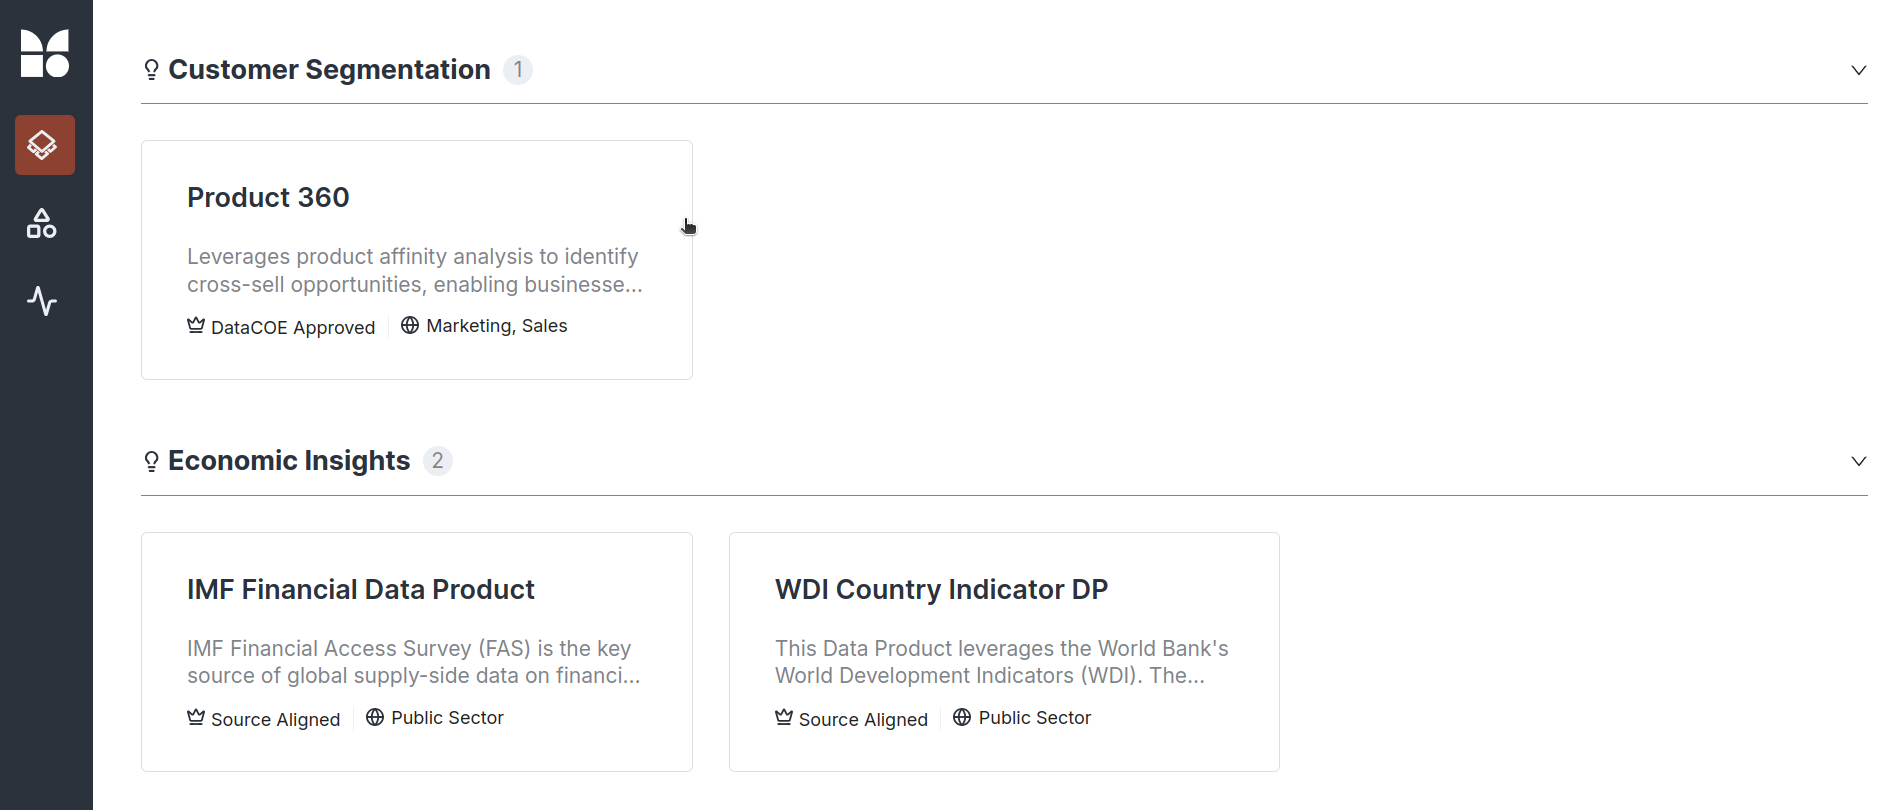 Customer Segmentation 1
Product 360
Leverages product affinity analysis to identify
cross-sell opportunities, enabling businesse...
DataCOE Approved Marketing, Sales
Economic Insights 2
IMF Financial Data Product
IMF Financial Access Survey (FAS) is the key
source of global supply-side data on financi...
Source Aligned Public Sector
WDI Country Indicator DP
This Data Product leverages the World Bank's
World Development Indicators (WDI). The...
Source Aligned Public Sector